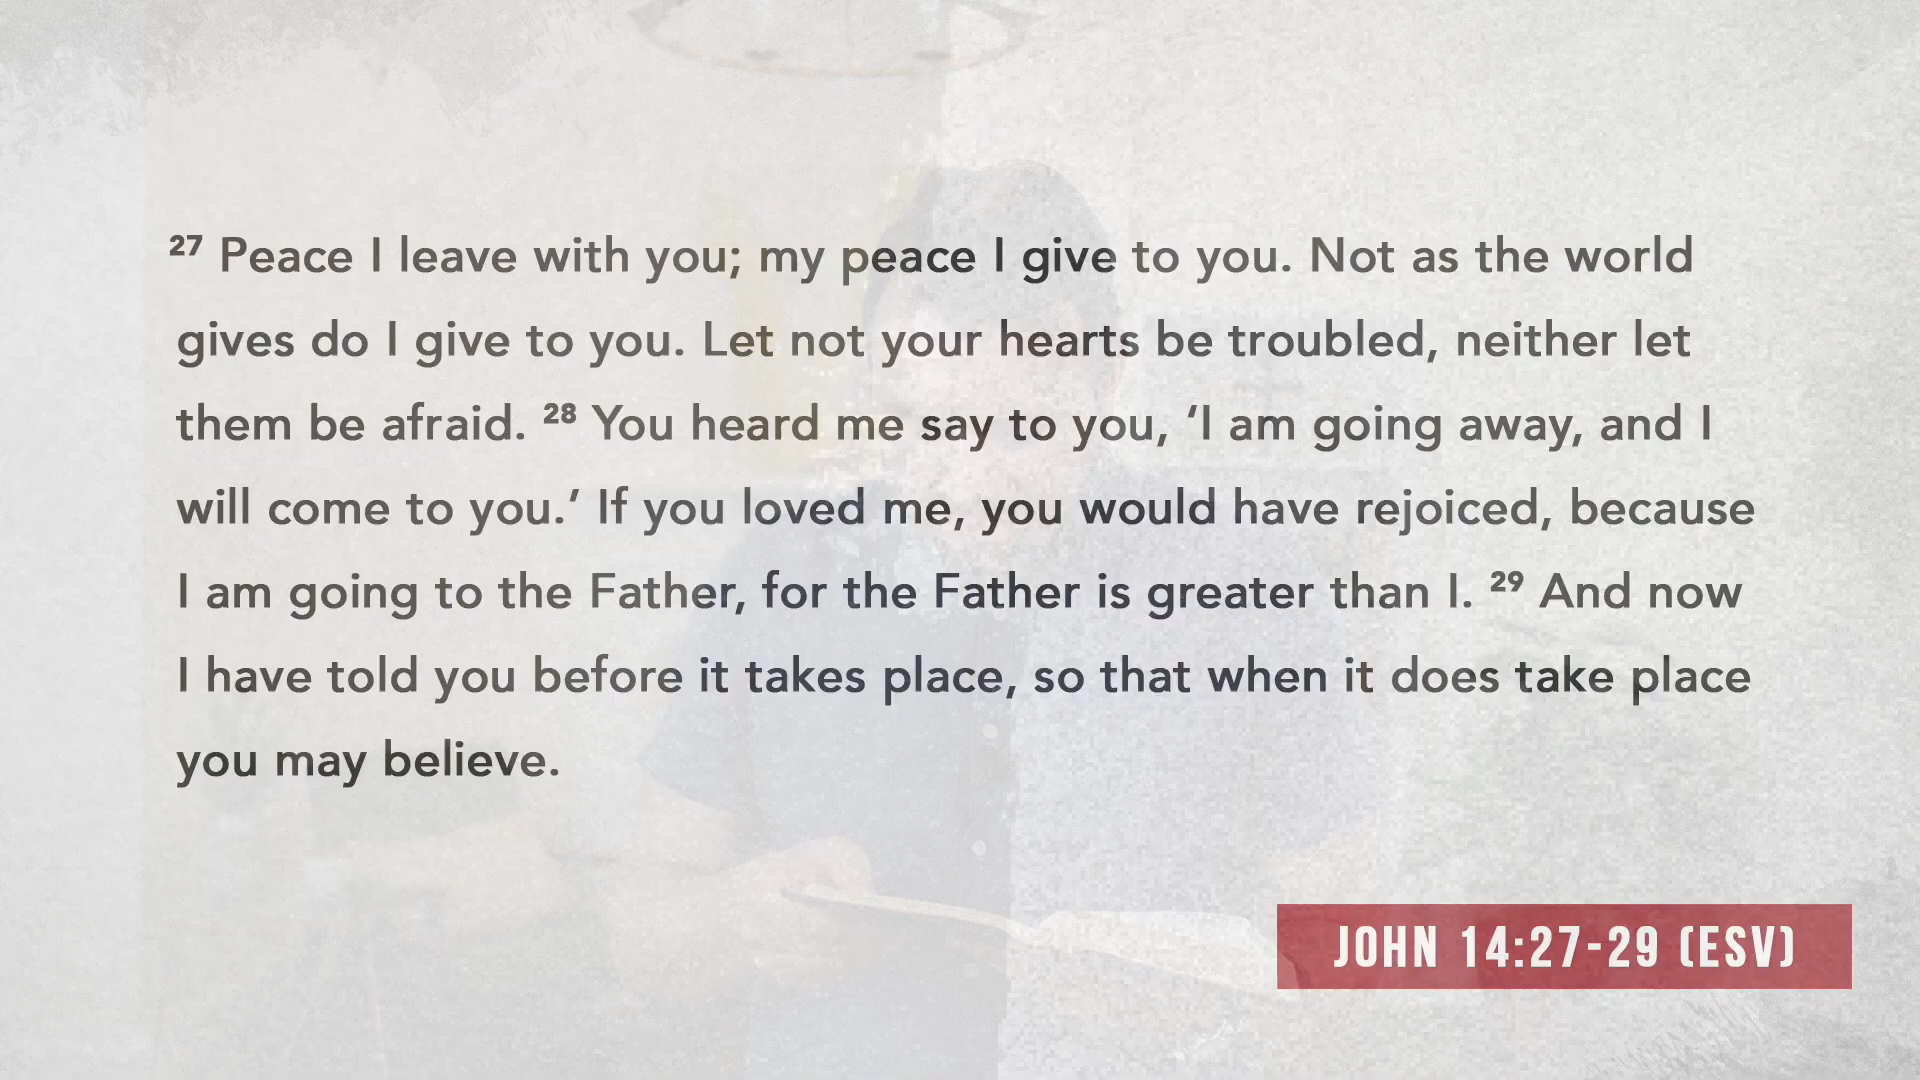 ²⁷ Peace I leave with you; my peace I give to you. Not as the world
gives do I give to you. Let not your hearts be troubled, neither let
them be afraid. ²⁸ You heard me say to you, ‘I am going away, and I
will come to you.’ If you loved me, you would have rejoiced, because
I am going to the Father, for the Father is greater than I. ²⁹ And now
I have told you before it takes place, so that when it does take place
you may believe.
JOHN 14:27-29 (ESV)